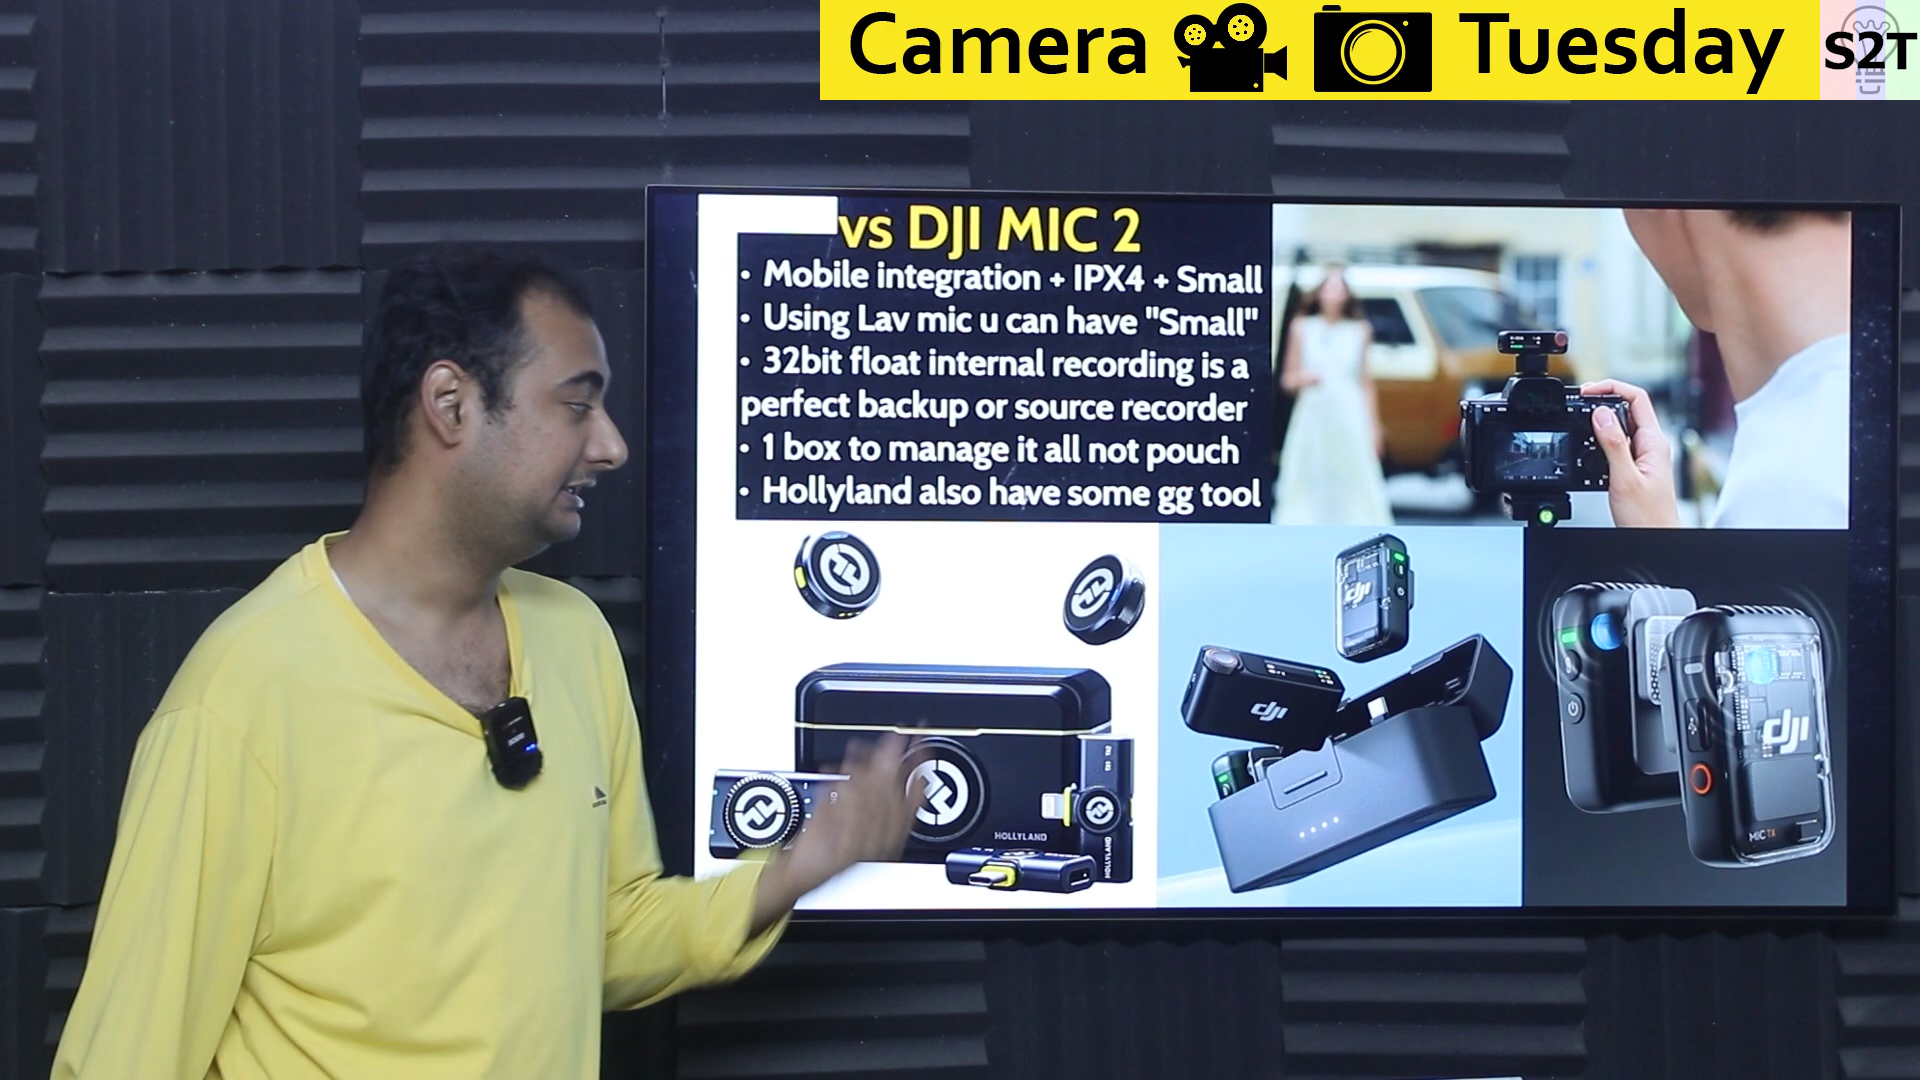 Camera Tuesday S2T
vs DJI MIC 2
• Mobile integration + IPX4 + Small
• Using Lav mic u can have "Small"
• 32bit float internal recording is a
perfect backup or source recorder
• 1 box to manage it all not pouch
• Hollyland also have some gg tool
dji
dji
dji
HOLLYLAND
HOLLYLAND
MIC TX